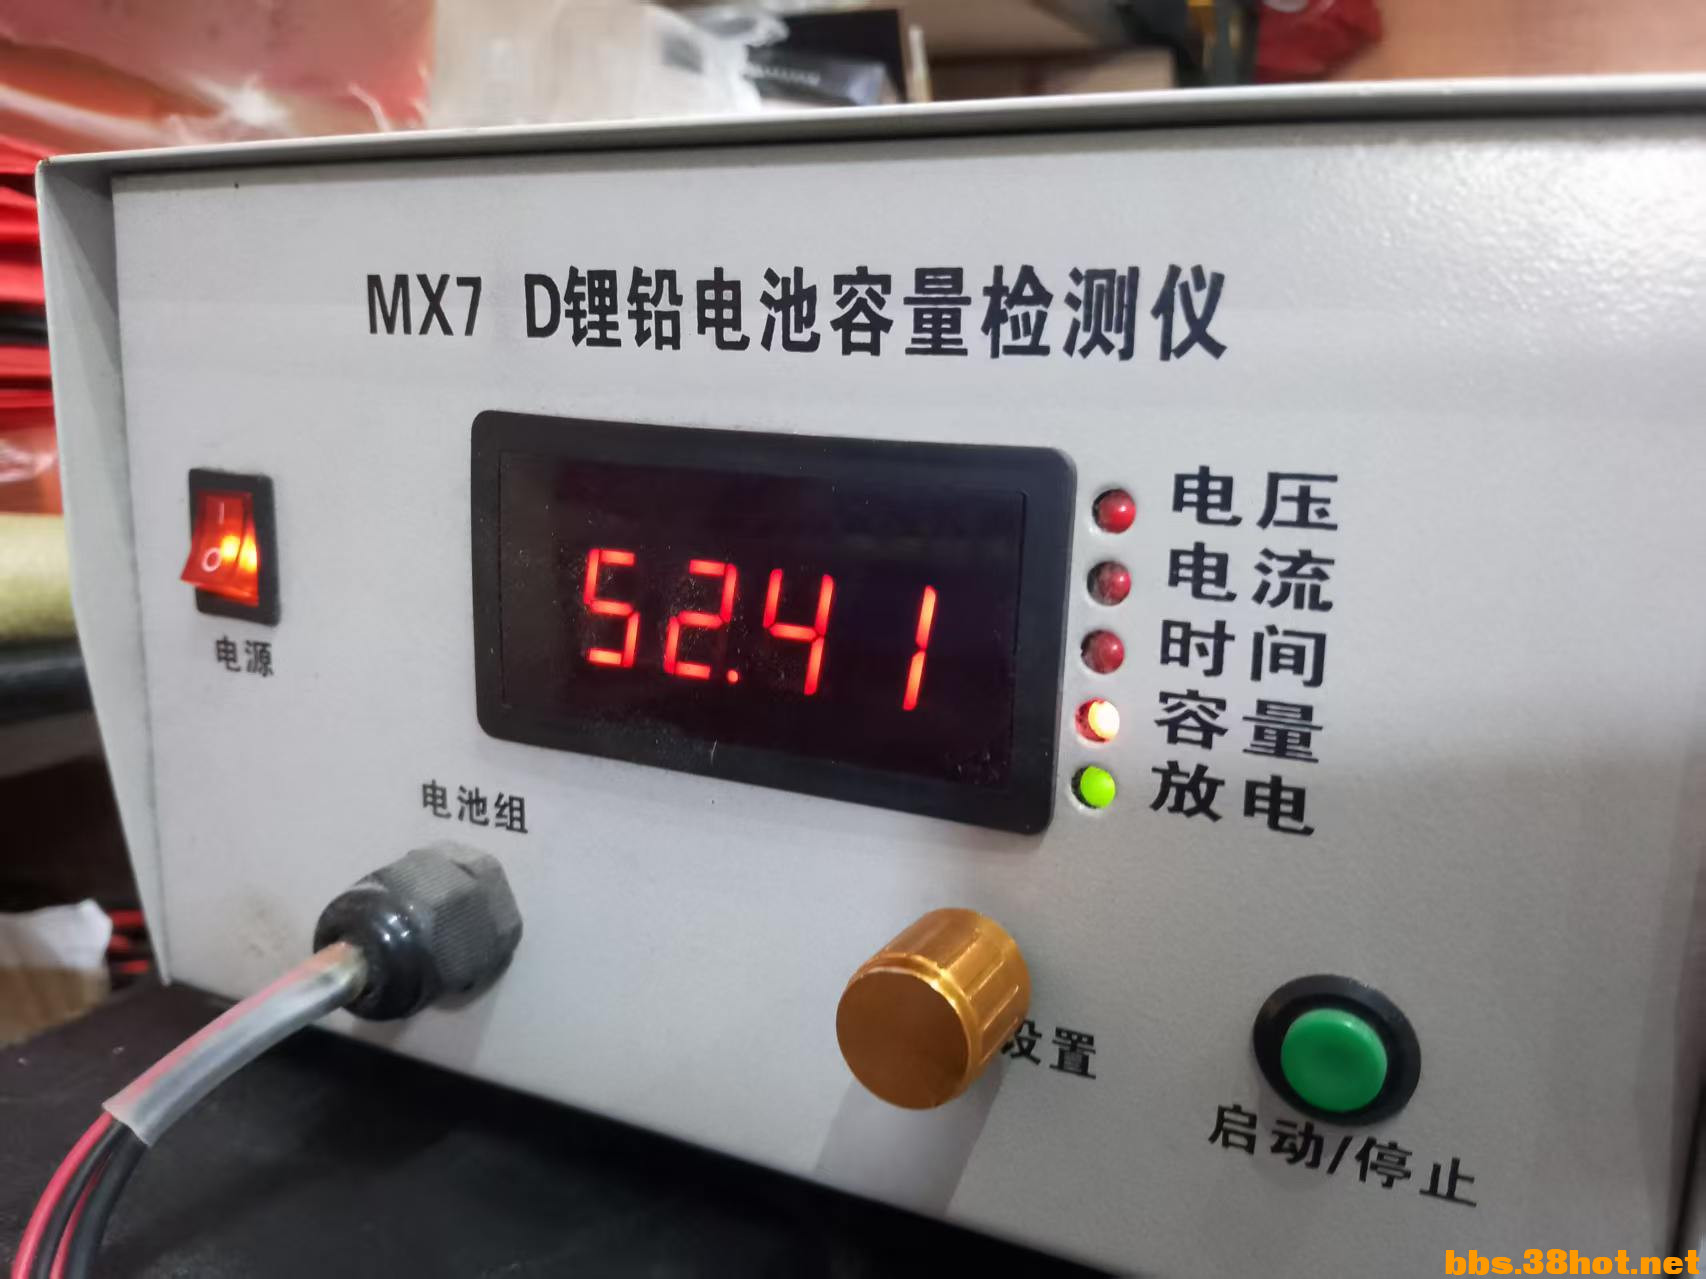 MX7 D锂铅电池容量检测仪
52.41
电压
电流
时间
容量
放电
I
O
电源
电池组
设置
启动/停止
bbs.38hot.net